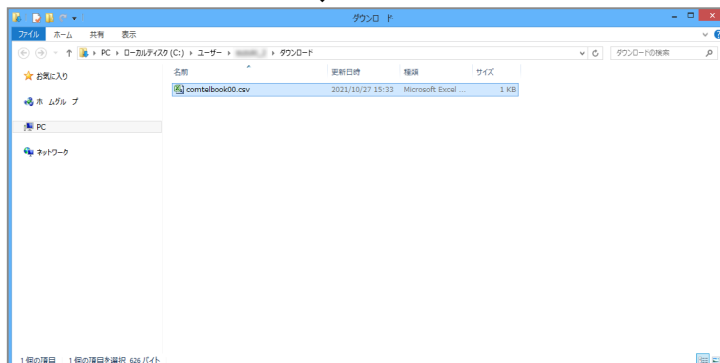 ダウンロ ド
ファイル ホーム 共有 表示
PC ローカルディスク (C:) ユーザー ダウンロード
ダウンロードの検索
名前 更新日時 種類 サイズ
お気に入り
comtelbook00.csv 2021/10/27 15:33 Microsoft Excel ... 1 KB
ホ ムグル プ
PC
ネットワーク
1 個の項目 1 個の項目を選択 626 バイト